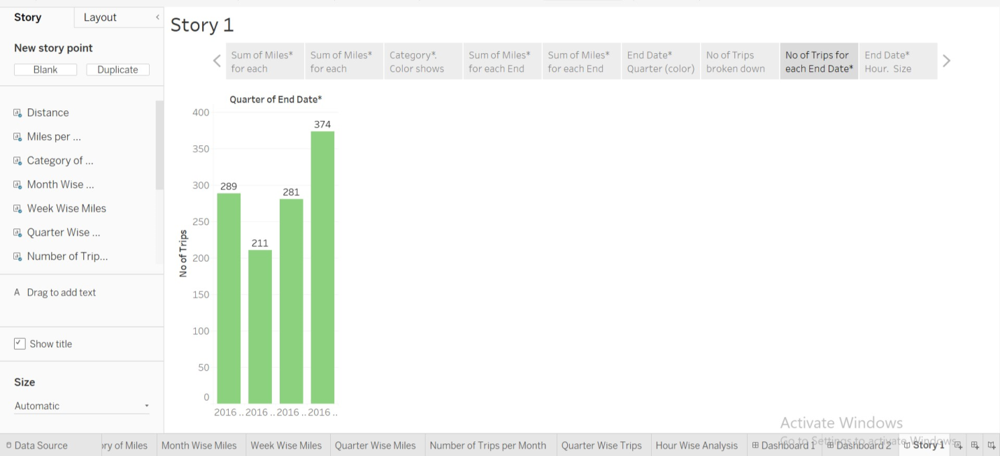 Story
Layout
New story point
Blank
Duplicate
Distance
Miles per ...
Category of ...
Month Wise ...
Week Wise Miles
Quarter Wise ...
Number of Trip...
A Drag to add text
Show title
Size
Automatic
Story 1
Sum of Miles*
for each
Sum of Miles*
for each
Category*.
Color shows
Sum of Miles*
for each End
Sum of Miles*
for each End
End Date*
Quarter (color)
No of Trips
broken down
No of Trips for
each End Date*
End Date*
Hour. Size
Quarter of End Date*
No of Trips
400
350
300
250
200
150
100
50
0
289
211
281
374
2016 .. 2016 .. 2016 .. 2016 ..
Activate Windows
Go to Settings to activate Windows
Data Source
ory of Miles
Month Wise Miles
Week Wise Miles
Quarter Wise Miles
Number of Trips per Month
Quarter Wise Trips
Hour Wise Analysis
Dashboard 1
Dashboard 2
Story 1